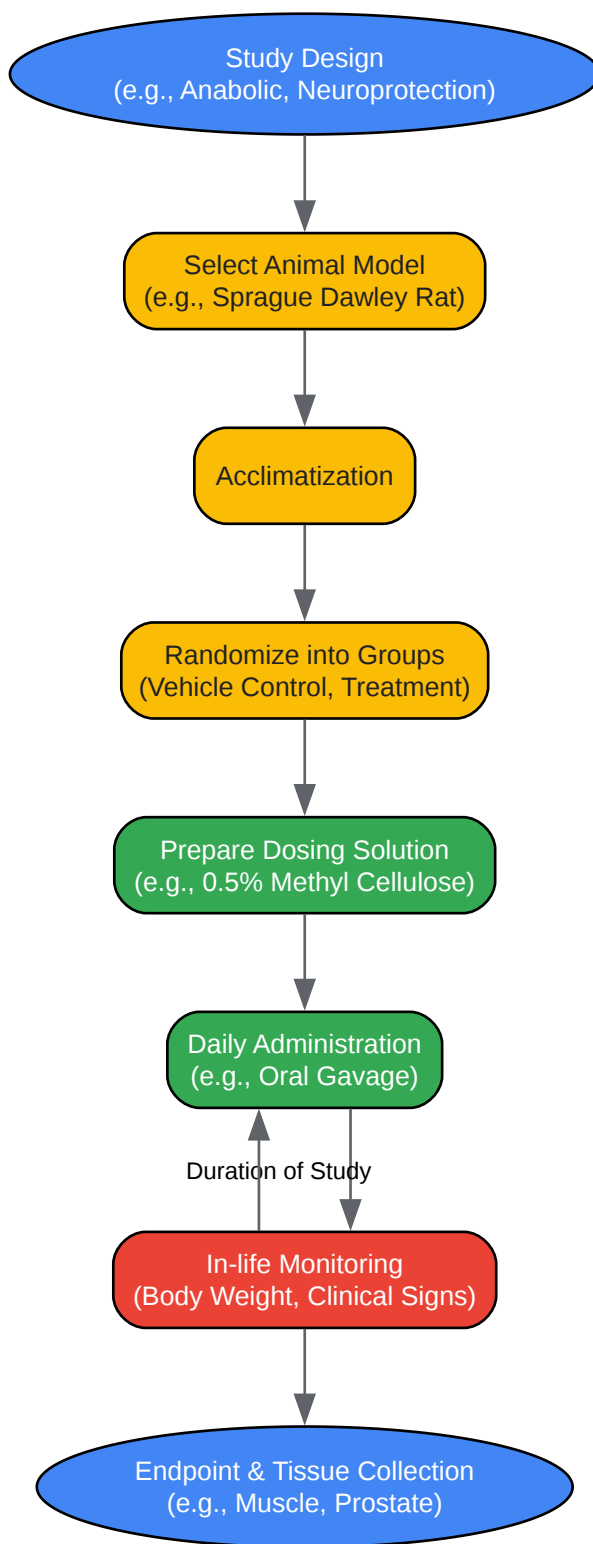 Study Design
(e.g., Anabolic, Neuroprotection)
Select Animal Model
(e.g., Sprague Dawley Rat)
Acclimatization
Randomize into Groups
(Vehicle Control, Treatment)
Prepare Dosing Solution
(e.g., 0.5% Methyl Cellulose)
Daily Administration
(e.g., Oral Gavage)
Duration of Study
In-life Monitoring
(Body Weight, Clinical Signs)
Endpoint & Tissue Collection
(e.g., Muscle, Prostate)